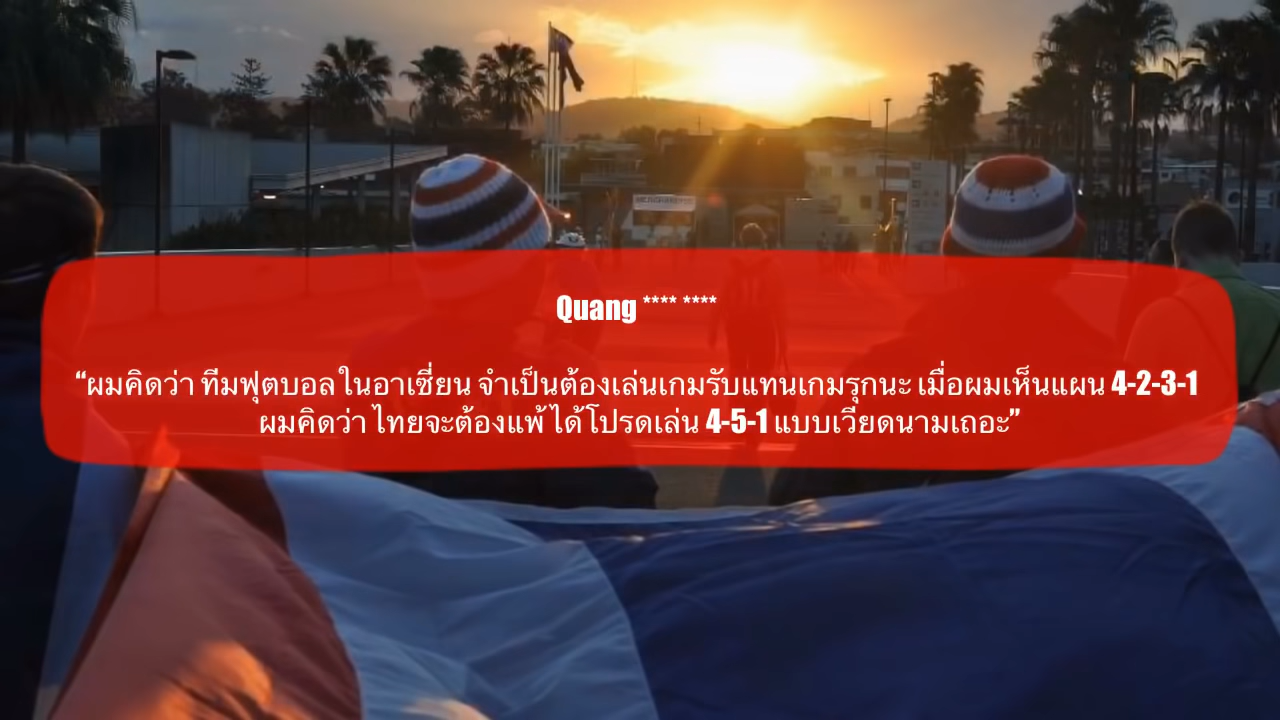 Quang **** ****
“ผมคิดว่า ทีมฟุตบอลในอาเซี่ยน จำเป็นต้องเล่นเกมรับแทนเกมรุกนะ เมื่อผมเห็นแผน 4-2-3-1
ผมคิดว่า ไทยจะต้องแพ้ ได้โปรดเล่น 4-5-1 แบบเวียดนามเถอะ”